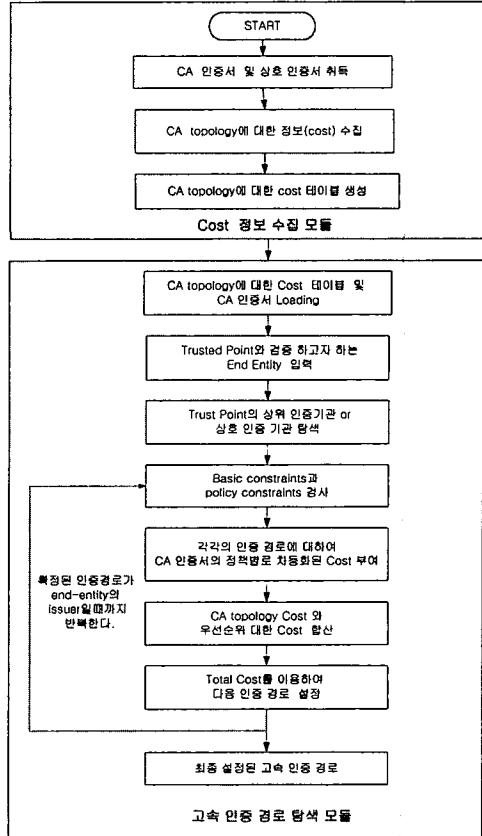 START
CA 인증서 및 상호 인증서 취득
CA topology에 대한 정보(cost) 수집
CA topology에 대한 cost 테이블 생성
Cost 정보 수집 모듈
CA topology에 대한 Cost 테이블 및
CA 인증서 Loading
Trusted Point와 검증 하고자 하는
End Entity 입력
Trust Point의 상위 인증기관 or
상호 인증 기관 탐색
Basic constraints과
policy constraints 검사
각각의 인증 경로에 대하여
CA 인증서의 정책별로 차등화된 Cost 부여
확정된 인증경로가
end-entity의
issuer일때까지
반복한다.
CA topology Cost 와
우선순위 대한 Cost 합산
Total Cost를 이용하여
다음 인증 경로 설정
최종 설정된 고속 인증 경로
고속 인증 경로 탐색 모듈